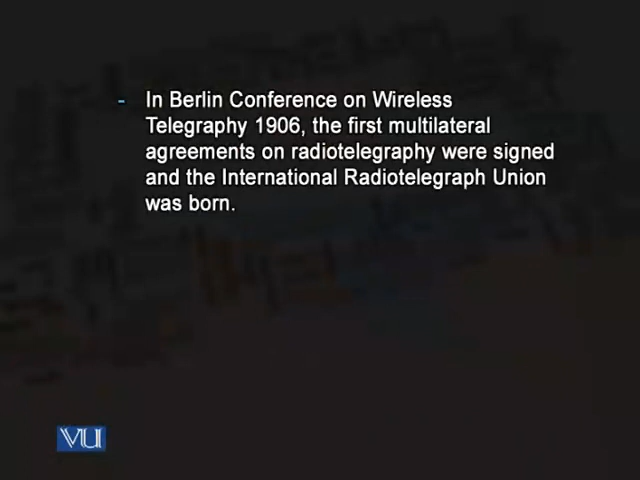 - In Berlin Conference on Wireless
Telegraphy 1906, the first multilateral
agreements on radiotelegraphy were signed
and the International Radiotelegraph Union
was born.
VU